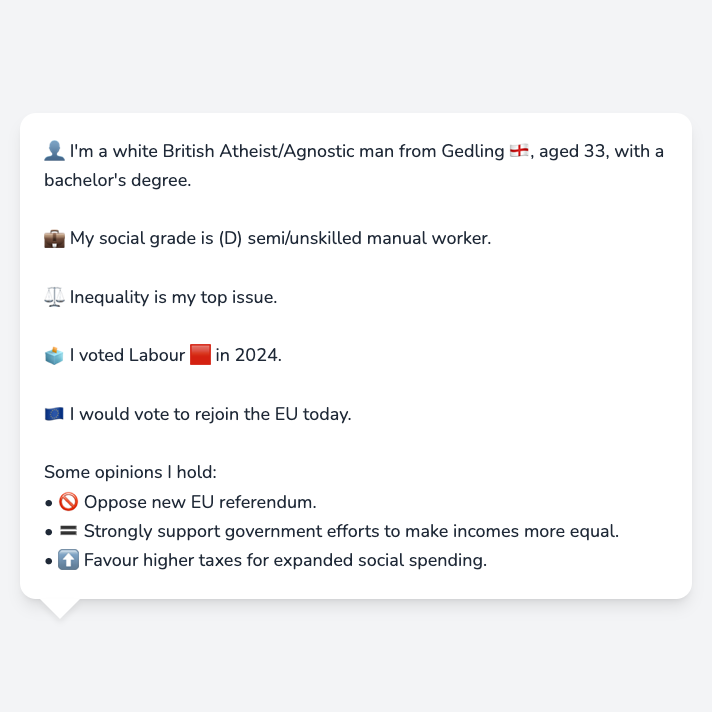 👤 I'm a white British Atheist/Agnostic man from Gedling 🏴󠁧󠁢󠁥󠁮󠁧󠁿, aged 33, with a
bachelor's degree.
💼 My social grade is (D) semi/unskilled manual worker.
⚖️ Inequality is my top issue.
🗳️ I voted Labour 🟥 in 2024.
🇪🇺 I would vote to rejoin the EU today.
Some opinions I hold:
• 🚫 Oppose new EU referendum.
• 🟰 Strongly support government efforts to make incomes more equal.
• ⬆️ Favour higher taxes for expanded social spending.